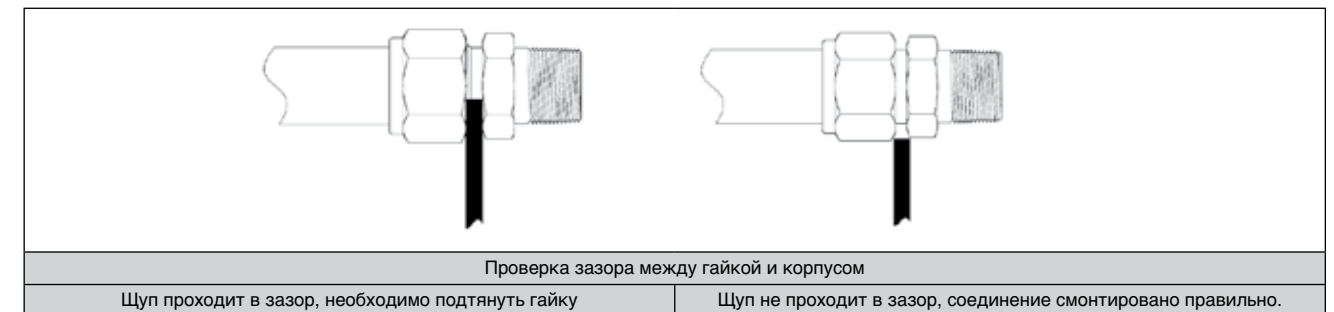 Проверка зазора между гайкой и корпусом
Щуп проходит в зазор, необходимо подтянуть гайку
Щуп не проходит в зазор, соединение смонтировано правильно.